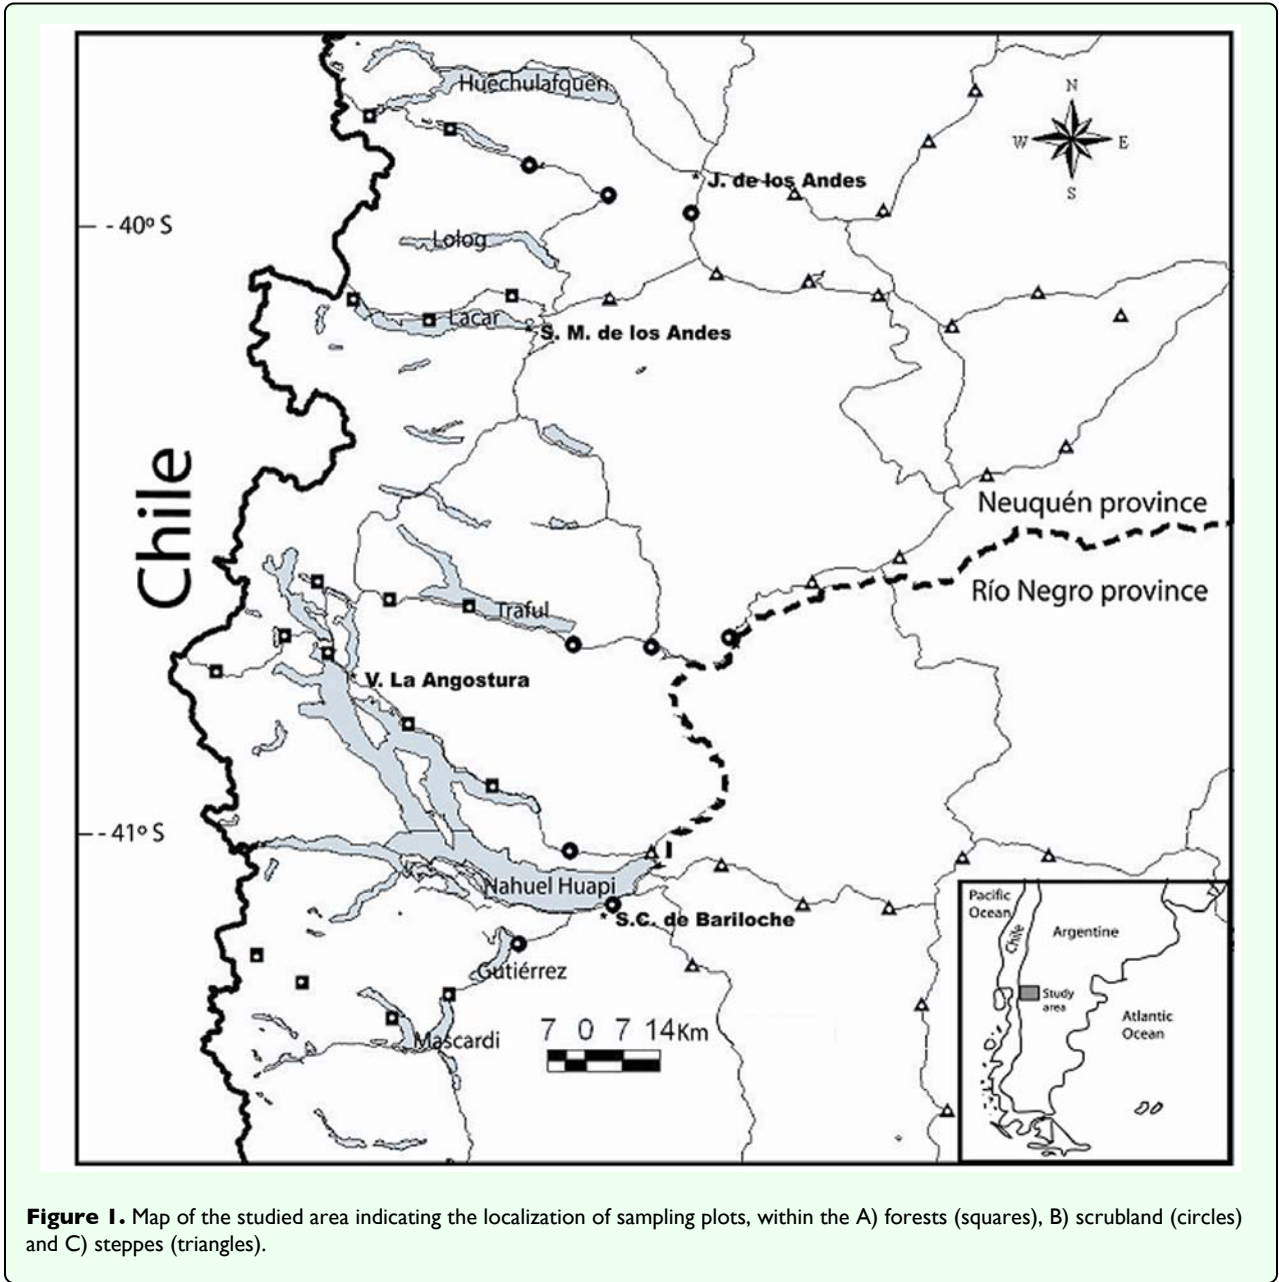 Huechulafquen
N
W E
S
J. de los Andes
- -40º S
Lolog
Lacar
S. M. de los Andes
Chile
Neuquén province
Río Negro province
Traful
V. La Angostura
- -41º S
Nahuel Huapi
S.C. de Bariloche
Gutiérrez
Mascardi
7 0 7 14Km
Pacific
Ocean
Chile
Argentine
Study
area
Atlantic
Ocean
Figure 1. Map of the studied area indicating the localization of sampling plots, within the A) forests (squares), B) scrubland (circles)
and C) steppes (triangles).